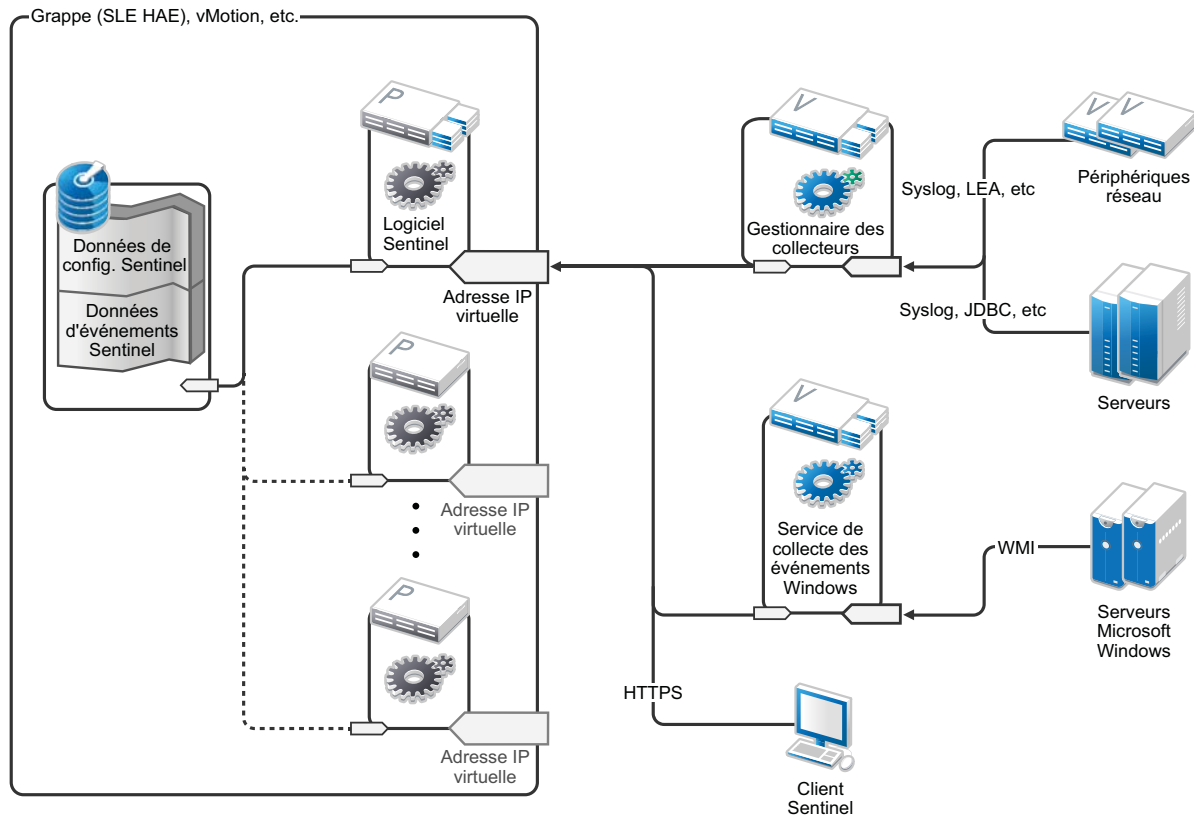 Grappe (SLE HAE), vMotion, etc.
P
Logiciel
Sentinel
Adresse IP
virtuelle
Données de
config. Sentinel
Données
d'événements
Sentinel
P
Adresse IP
virtuelle
P
Adresse IP
virtuelle
V
Gestionnaire des
collecteurs
Syslog, LEA, etc
V
V
Périphériques
réseau
Syslog, JDBC, etc
Serveurs
V
Service de
collecte des
événements
Windows
WMI
Serveurs
Microsoft
Windows
HTTPS
Client
Sentinel